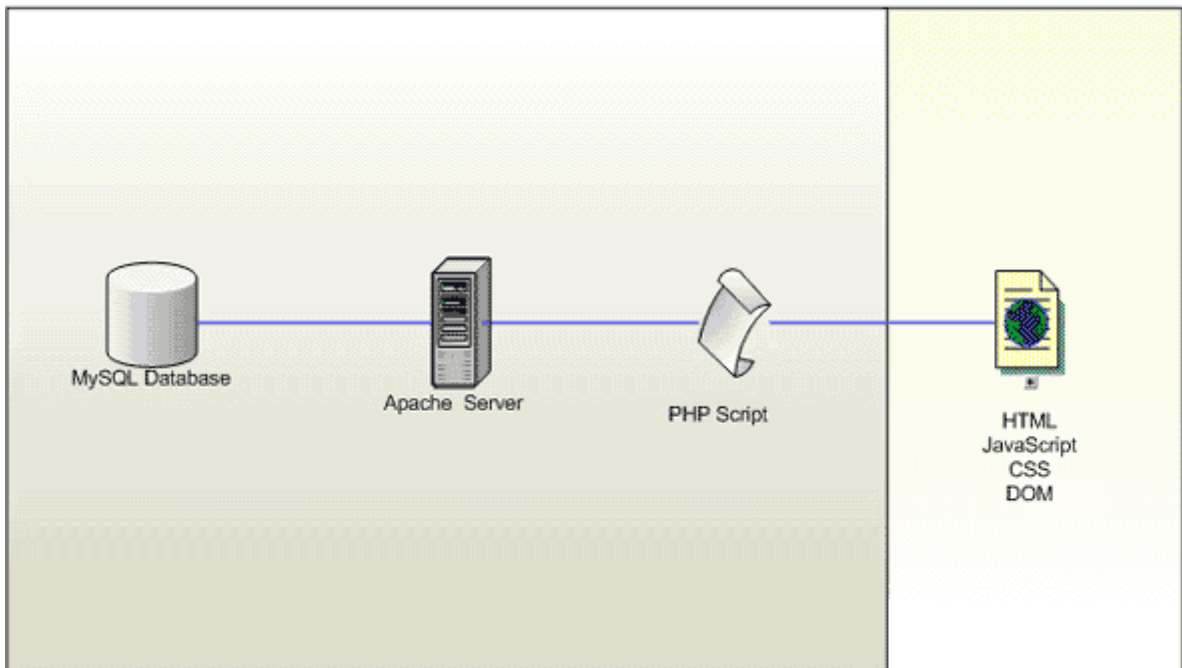 MySQL Database
Apache Server
PHP Script
HTML
JavaScript
CSS
DOM